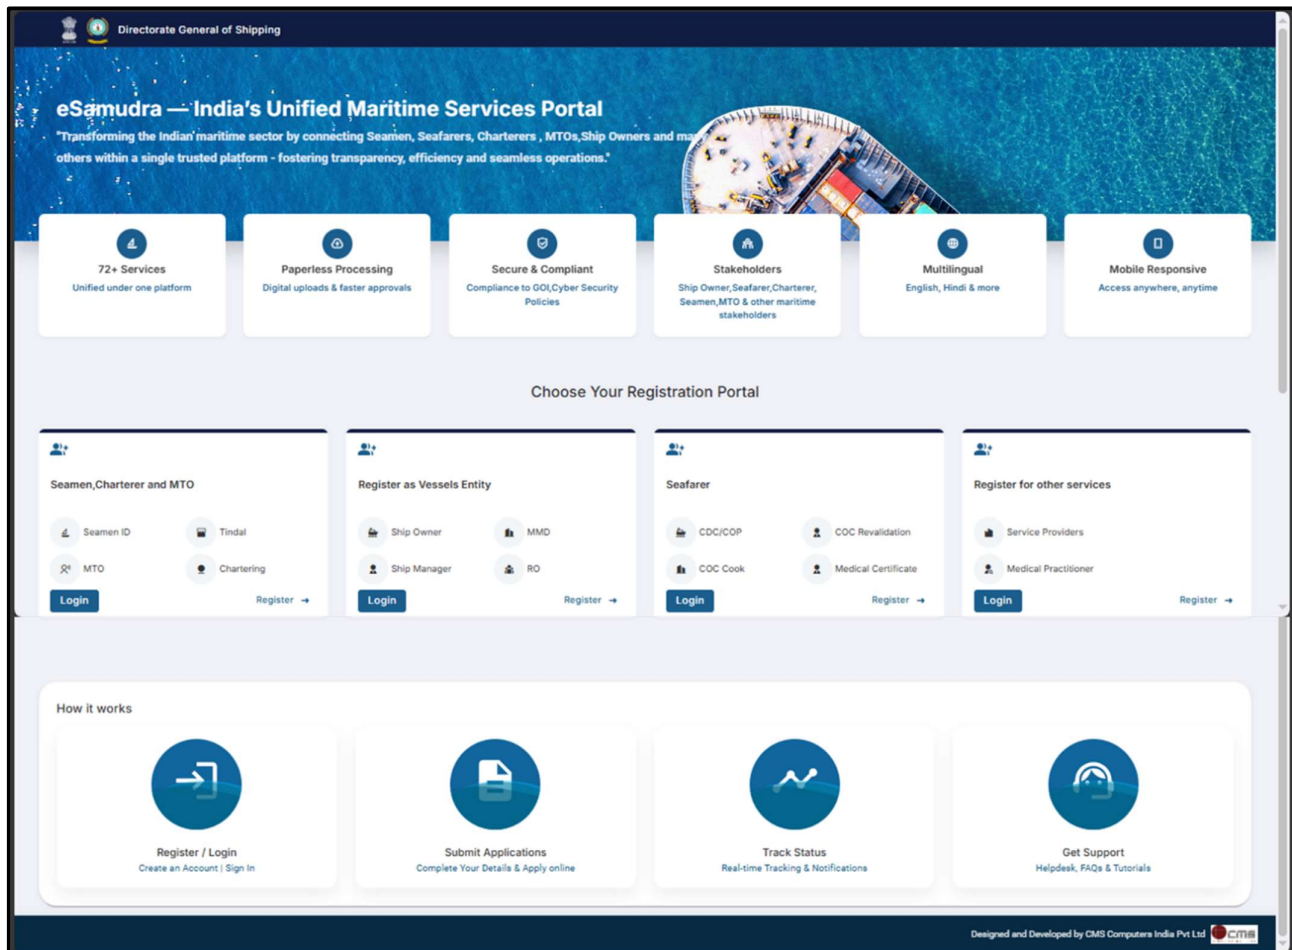 Directorate General of Shipping
eSamudra — India's Unified Maritime Services Portal
"Transforming the Indian maritime sector by connecting Seamen, Seafarers, Charterers , MTOs,Ship Owners and many
others within a single trusted platform - fostering transparency, efficiency and seamless operations."
72+ Services
Unified under one platform
Paperless Processing
Digital uploads & faster approvals
Secure & Compliant
Compliance to GOI,Cyber Security
Policies
Stakeholders
Ship Owner,Seafarer,Charterer,
Seamen,MTO & other maritime
stakeholders
Multilingual
English, Hindi & more
Mobile Responsive
Access anywhere, anytime
Choose Your Registration Portal
Seamen,Charterer and MTO
Seamen ID
Tindal
MTO
Chartering
Login
Register →
Register as Vessels Entity
Ship Owner
MMD
Ship Manager
RO
Login
Register →
Seafarer
CDC/COP
COC Revalidation
COC Cook
Medical Certificate
Login
Register →
Register for other services
Service Providers
Medical Practitioner
Login
Register →
How it works
Register / Login
Create an Account | Sign In
Submit Applications
Complete Your Details & Apply online
Track Status
Real-time Tracking & Notifications
Get Support
Helpdesk, FAQs & Tutorials
Designed and Developed by CMS Computers India Pvt Ltd
CMS